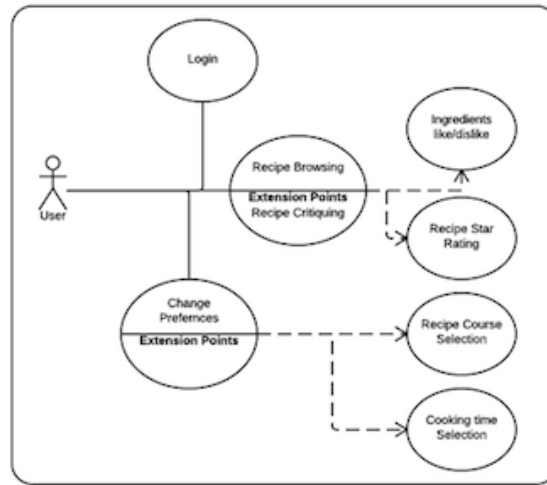 Login
Ingredients
like/dislike
Recipe Browsing
Extension Points
Recipe Critiquing
User
Recipe Star
Rating
Change
Prefernces
Extension Points
Recipe Course
Selection
Cooking time
Selection